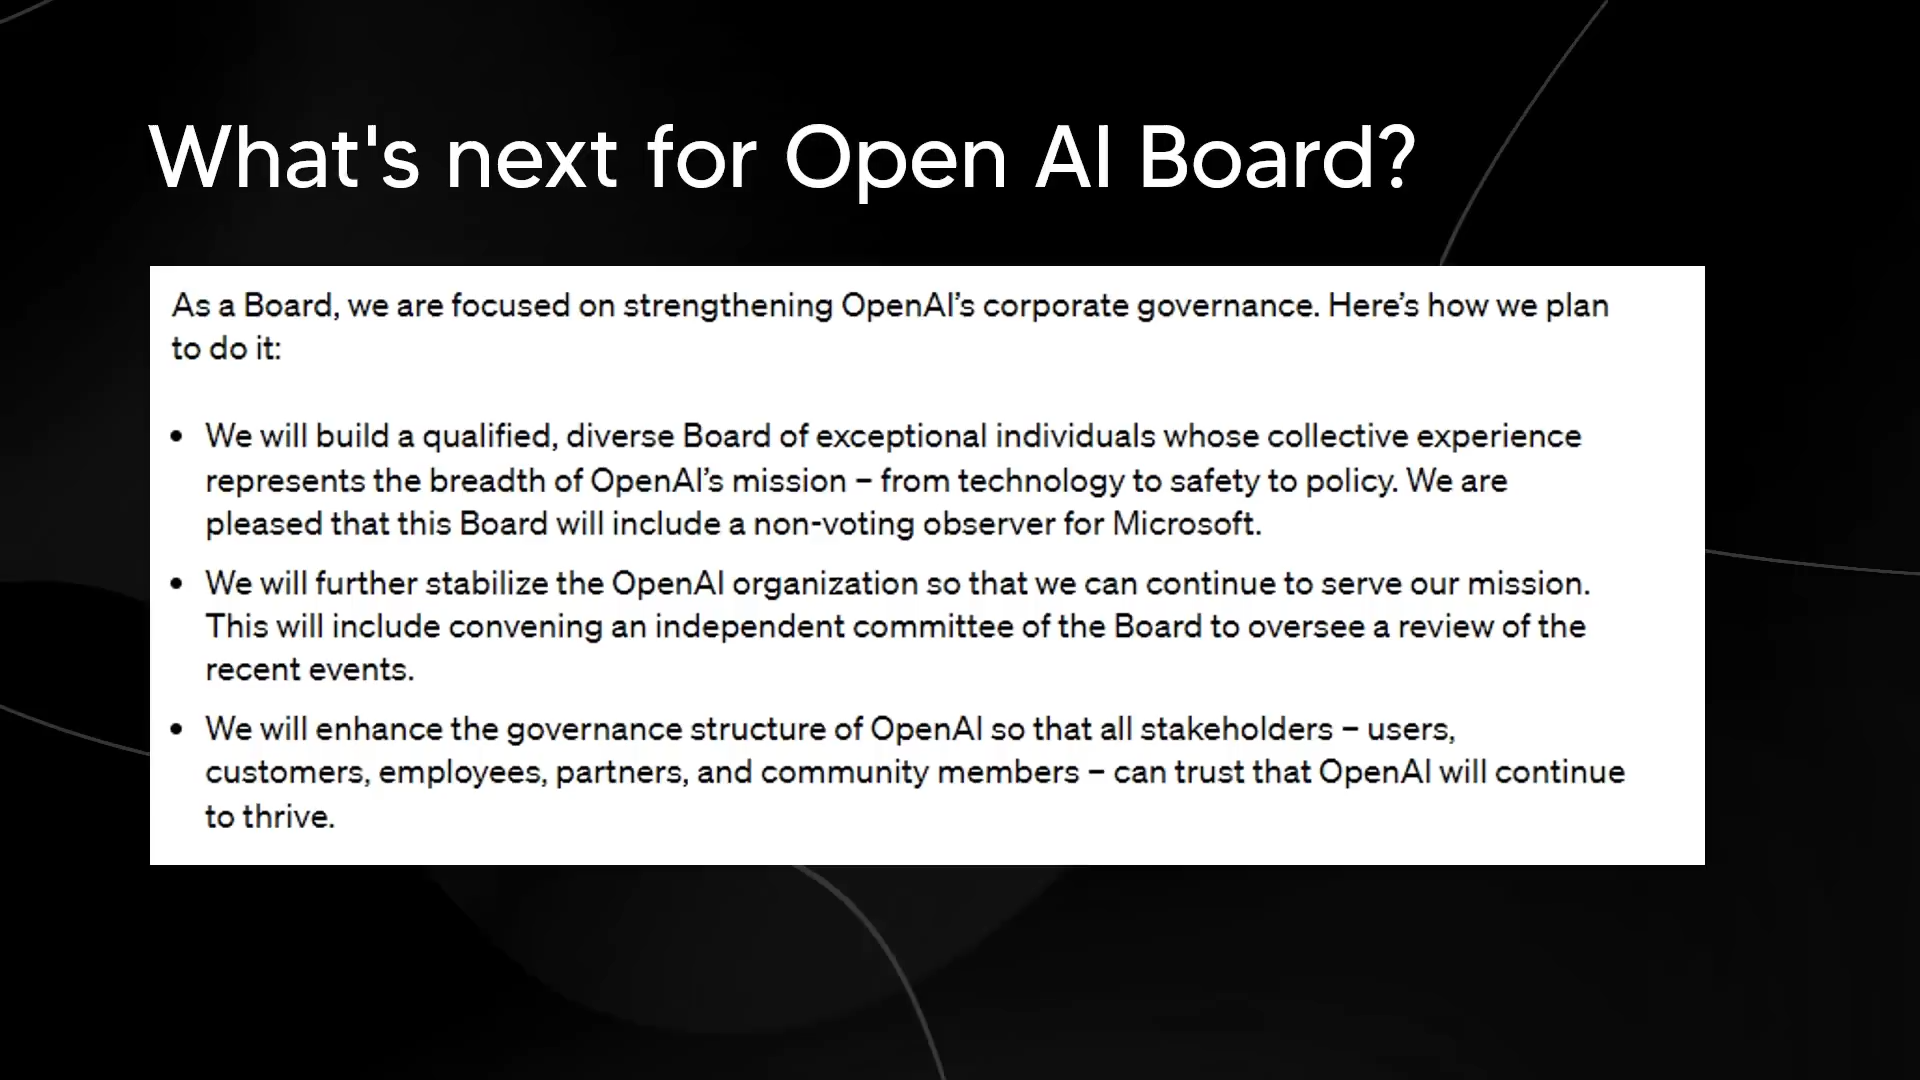 What's next for Open AI Board?
As a Board, we are focused on strengthening OpenAI’s corporate governance. Here’s how we plan
to do it:
• We will build a qualified, diverse Board of exceptional individuals whose collective experience
represents the breadth of OpenAI’s mission – from technology to safety to policy. We are
pleased that this Board will include a non-voting observer for Microsoft.
• We will further stabilize the OpenAI organization so that we can continue to serve our mission.
This will include convening an independent committee of the Board to oversee a review of the
recent events.
• We will enhance the governance structure of OpenAI so that all stakeholders – users,
customers, employees, partners, and community members – can trust that OpenAI will continue
to thrive.